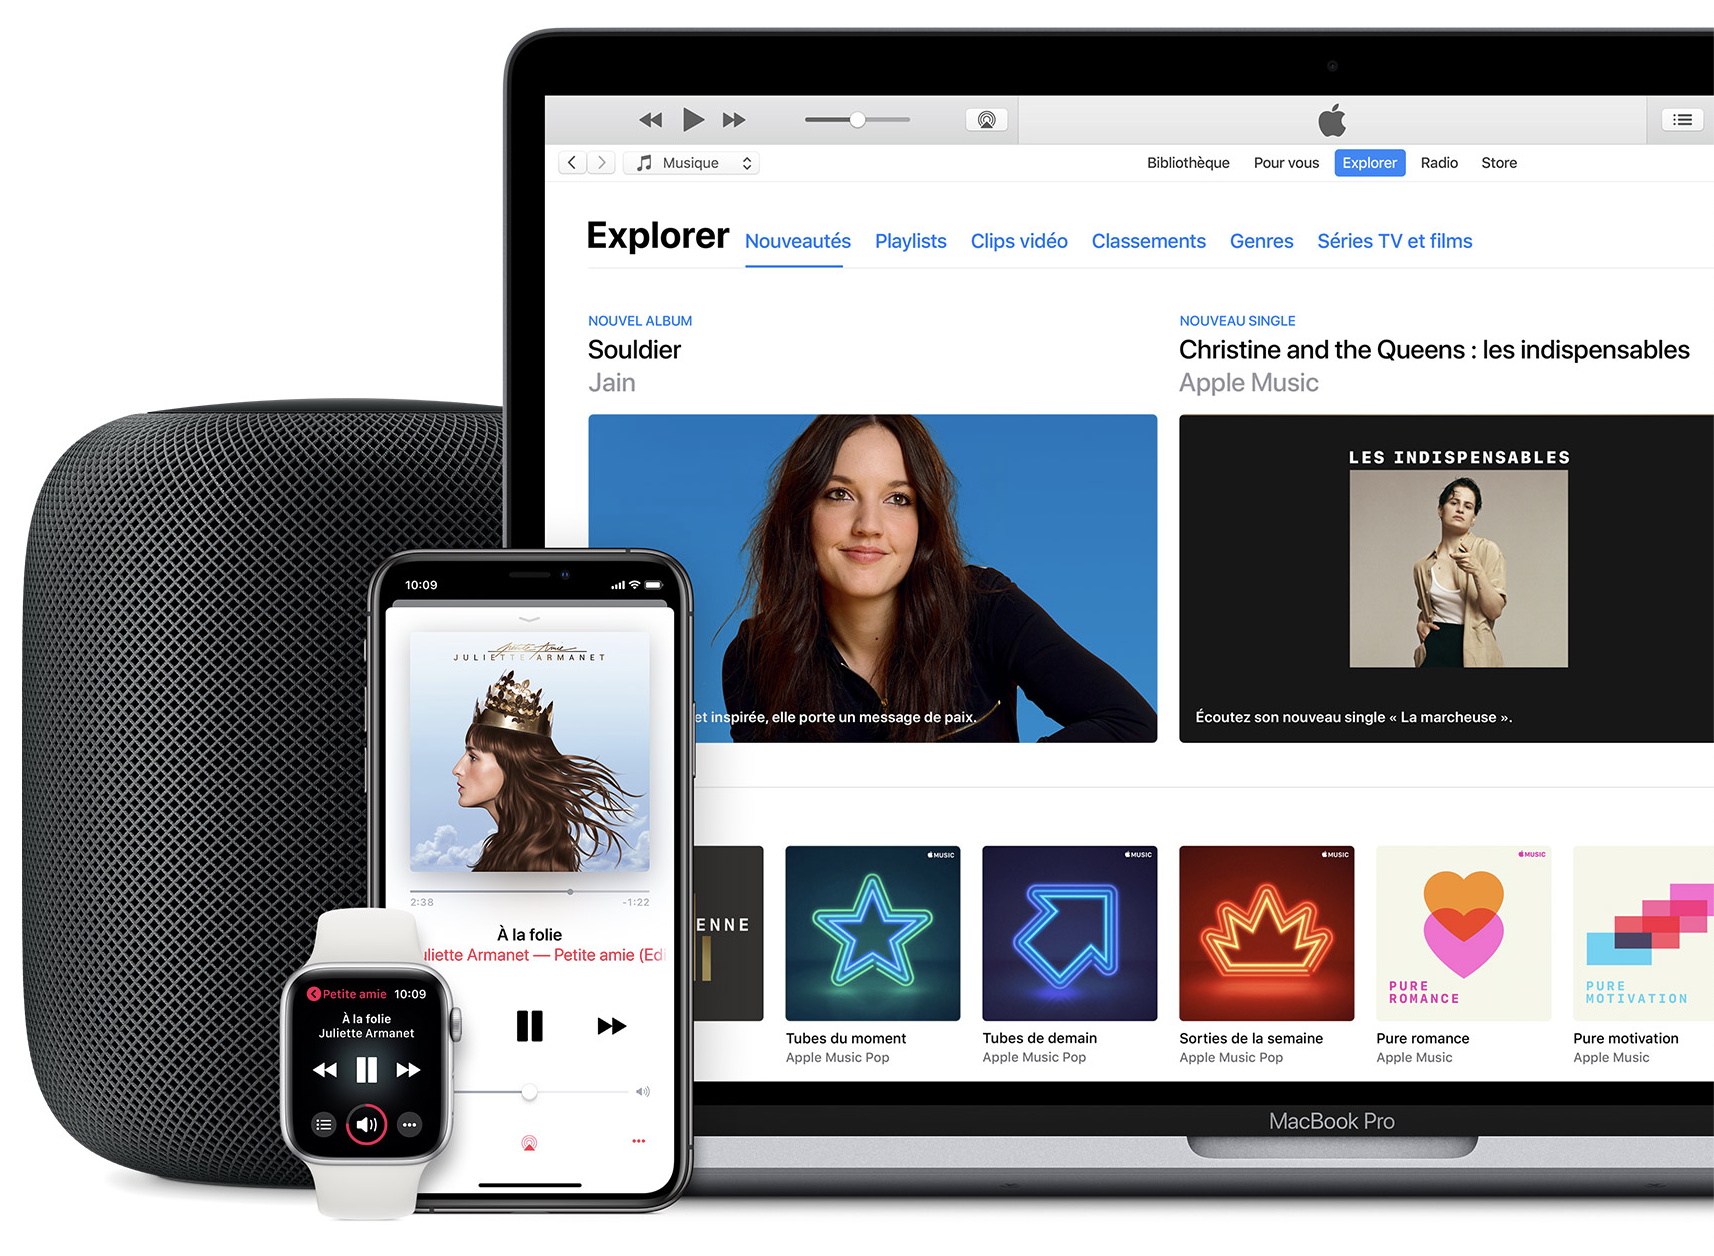 Musique
Bibliothèque Pour vous Explorer Radio Store
Explorer Nouveautés Playlists Clips vidéo Classements Genres Séries TV et films
NOUVEL ALBUM
Souldier
Jain
NOUVEAU SINGLE
Christine and the Queens : les indispensables
Apple Music
LES INDISPENSABLES
et inspirée, elle porte un message de paix.
Écoutez son nouveau single « La marcheuse ».
ENNE
MUSIC
MUSIC
MUSIC
MUSIC
PURE
ROMANCE
PURE
MOTIVATION
Tubes du moment
Apple Music Pop
Tubes de demain
Apple Music Pop
Sorties de la semaine
Apple Music Pop
Pure romance
Apple Music
Pure motivation
Apple Music
MacBook Pro
10:09
Petite Amie
JULIETTE ARMANET
2:38 -1:22
À la folie
uliette Armanet — Petite amie (Edi
Petite amie 10:09
À la folie
Juliette Armanet